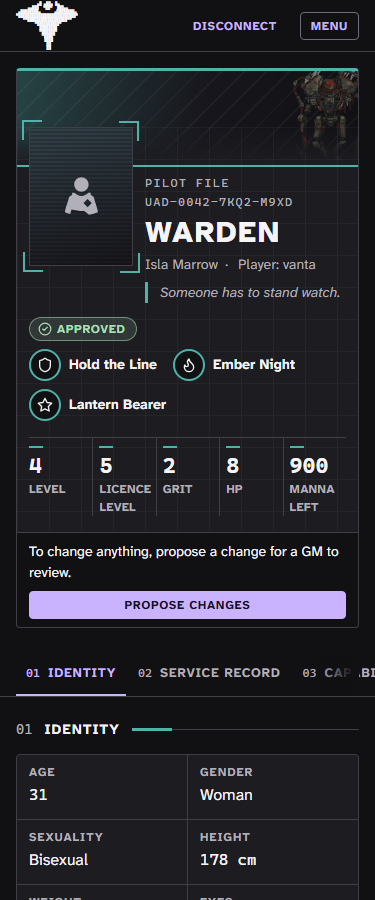 DISCONNECT
MENU
PILOT FILE
UAD-0042-7KQ2-M9XD
WARDEN
Isla Marrow · Player: vanta
Someone has to stand watch.
APPROVED
Hold the Line
Ember Night
Lantern Bearer
4
LEVEL
5
LICENCE
LEVEL
2
GRIT
8
HP
900
MANNA
LEFT
To change anything, propose a change for a GM to
review.
PROPOSE CHANGES
01 IDENTITY
02 SERVICE RECORD
03
01 IDENTITY
AGE
31
GENDER
Woman
SEXUALITY
Bisexual
HEIGHT
178 cm